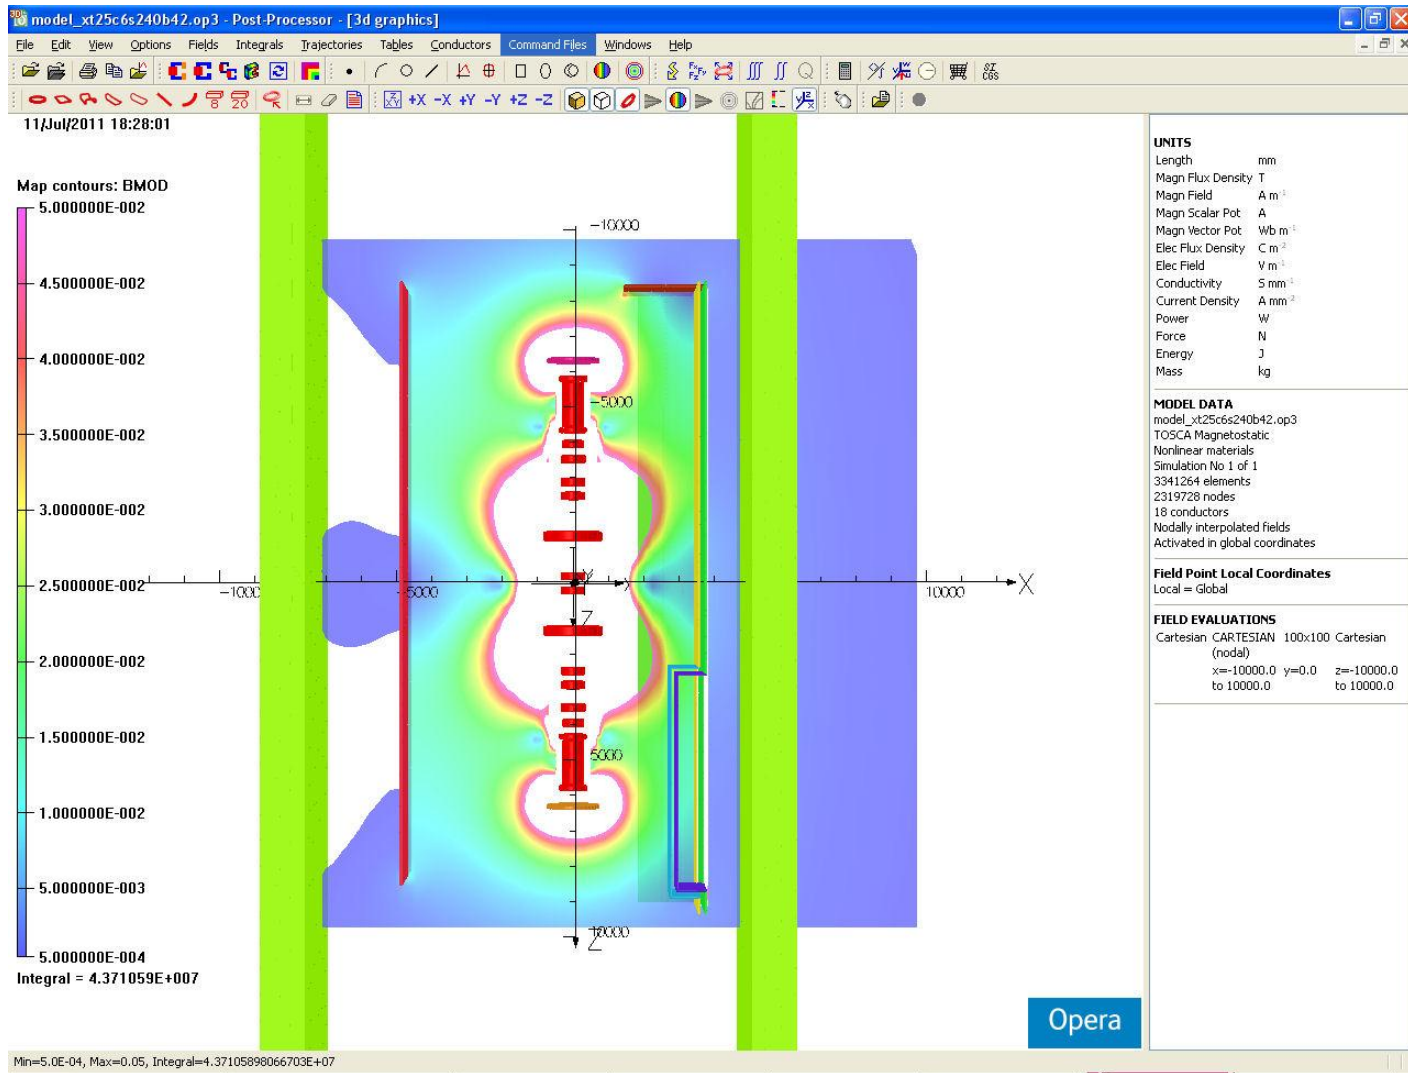 model_xt25c6s240b42.op3 - Post-Processor - [3d graphics]
File Edit View Options Fields Integrals Trajectories Tables Conductors Command Files Windows Help
+X -X +Y -Y +Z -Z
11/Jul/2011 18:28:01
Map contours: BMOD
5.000000E-002
4.500000E-002
4.000000E-002
3.500000E-002
3.000000E-002
2.500000E-002
2.000000E-002
1.500000E-002
1.000000E-002
5.000000E-003
5.000000E-004
Integral = 4.371059E+007
-10000
-5000
-5000
10000
X
Y
Z
5000
Z
Opera
UNITS
Length mm
Magn Flux Density T
Magn Field A m-1
Magn Scalar Pot A
Magn Vector Pot Wb m-1
Elec Flux Density C m-2
Elec Field V m-1
Conductivity S mm-1
Current Density A mm-2
Power W
Force N
Energy J
Mass kg
MODEL DATA
model_xt25c6s240b42.op3
TOSCA Magnetostatic
Nonlinear materials
Simulation No 1 of 1
3341264 elements
2319728 nodes
18 conductors
Nodally interpolated fields
Activated in global coordinates
Field Point Local Coordinates
Local = Global
FIELD EVALUATIONS
Cartesian CARTESIAN 100x100 Cartesian
(nodal)
x=-10000.0 y=0.0 z=-10000.0
to 10000.0 to 10000.0
Min=5.0E-04, Max=0.05, Integral=4.37105898066703E+07